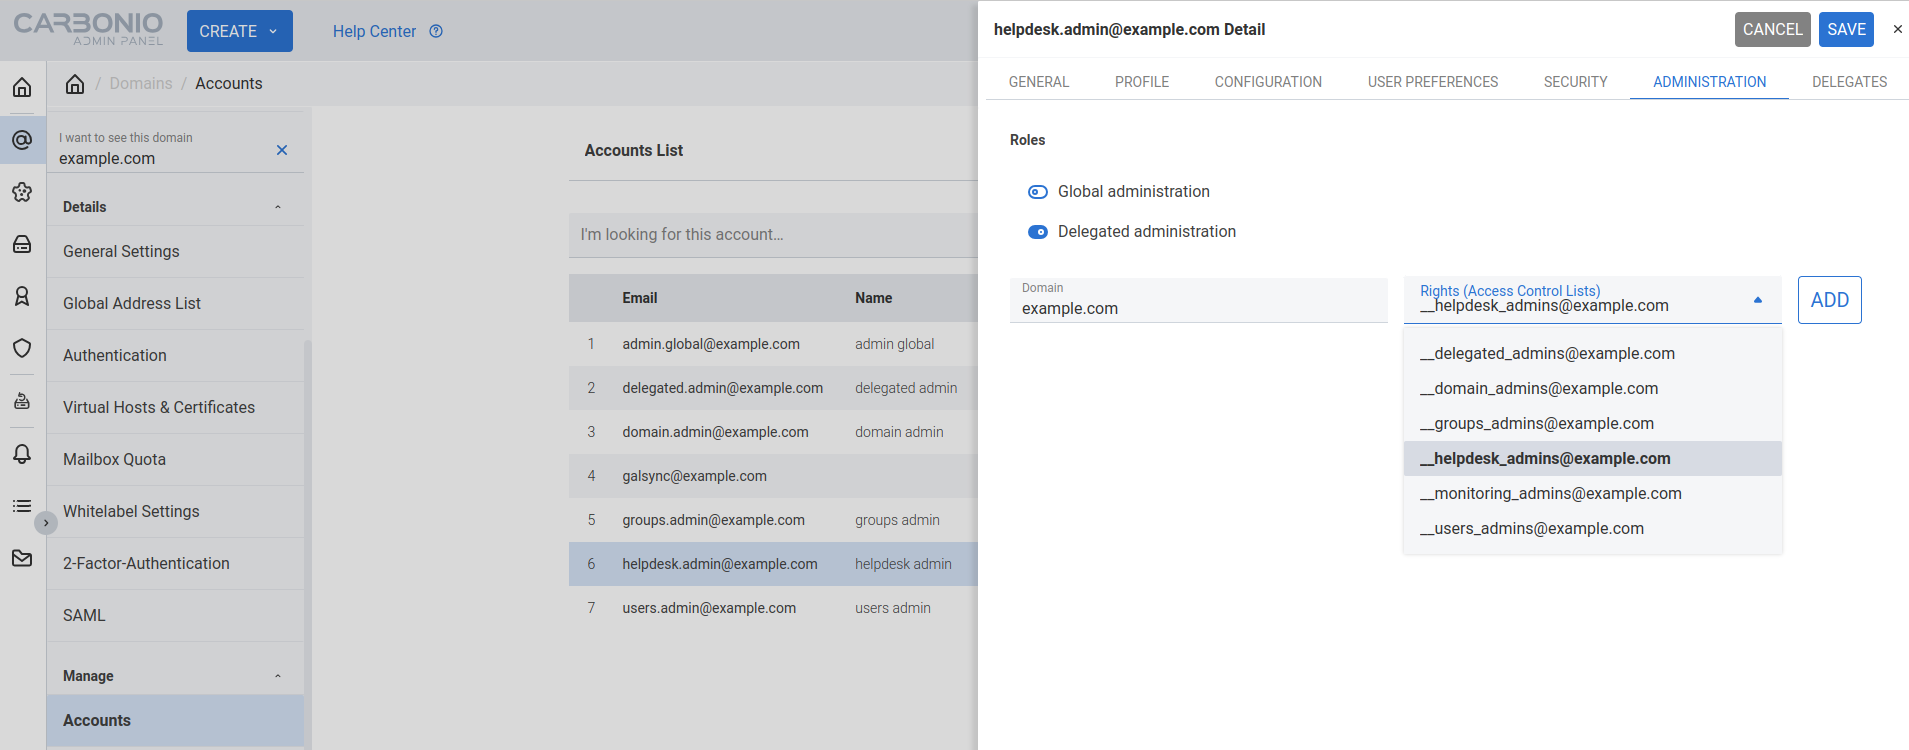 CARBONIO
ADMIN PANEL
CREATE
Help Center
Domains / Accounts
I want to see this domain
example.com
Details
General Settings
Global Address List
Authentication
Virtual Hosts & Certificates
Mailbox Quota
Whitelabel Settings
2-Factor-Authentication
SAML
Manage
Accounts
Accounts List
I'm looking for this account...
Email Name
1 admin.global@example.com admin global
2 delegated.admin@example.com delegated admin
3 domain.admin@example.com domain admin
4 galsync@example.com
5 groups.admin@example.com groups admin
6 helpdesk.admin@example.com helpdesk admin
7 users.admin@example.com users admin
helpdesk.admin@example.com Detail
CANCEL SAVE
GENERAL PROFILE CONFIGURATION USER PREFERENCES SECURITY ADMINISTRATION DELEGATES
Roles
Global administration
Delegated administration
Domain
example.com
Rights (Access Control Lists)
__helpdesk_admins@example.com
ADD
__delegated_admins@example.com
__domain_admins@example.com
__groups_admins@example.com
__helpdesk_admins@example.com
__monitoring_admins@example.com
__users_admins@example.com